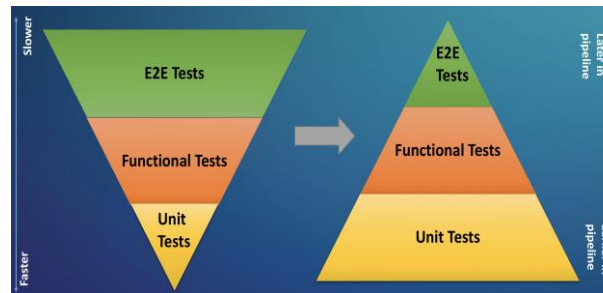 Slower
E2E Tests
Functional Tests
Unit
Tests
Faster
E2E
Tests
Functional Tests
Unit Tests
Later in
pipeline
pipeline